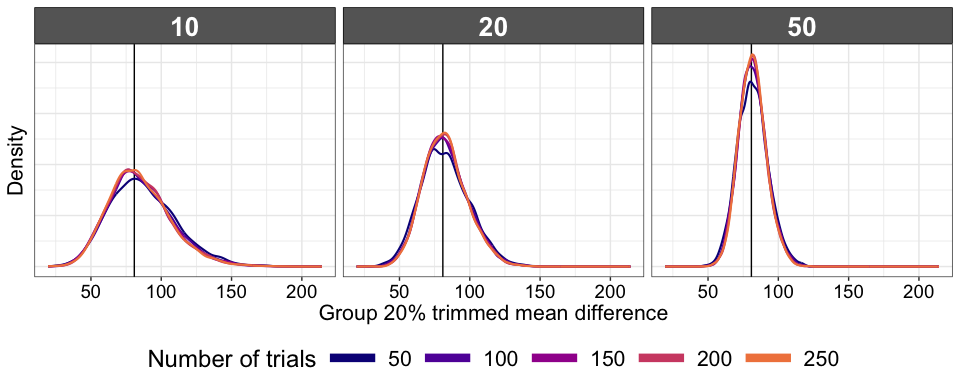 10 20 50
Density
50 100 150 200 50 100 150 200 50 100 150 200
Group 20% trimmed mean difference
Number of trials 50 100 150 200 250